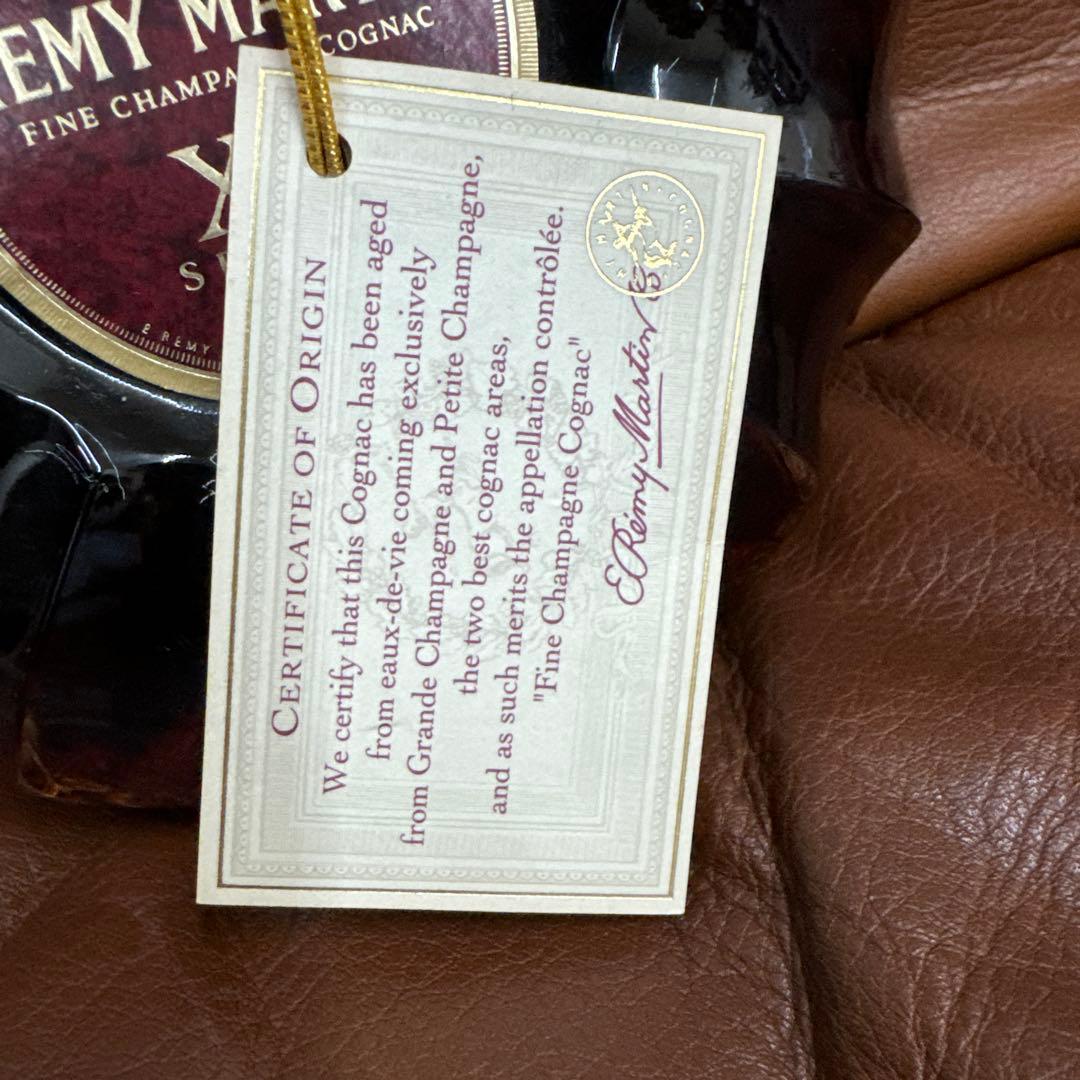 EMY MA
FINE CHAMPA
COGNAC
X
S
E REMY
CERTIFICATE OF ORIGIN
We certify that this Cognac has been aged
from eaux-de-vie coming exclusively
from Grande Champagne and Petite Champagne,
the two best cognac areas,
and as such merits the appellation contrôlée.
"Fine Champagne Cognac"
E. Rémy Martin